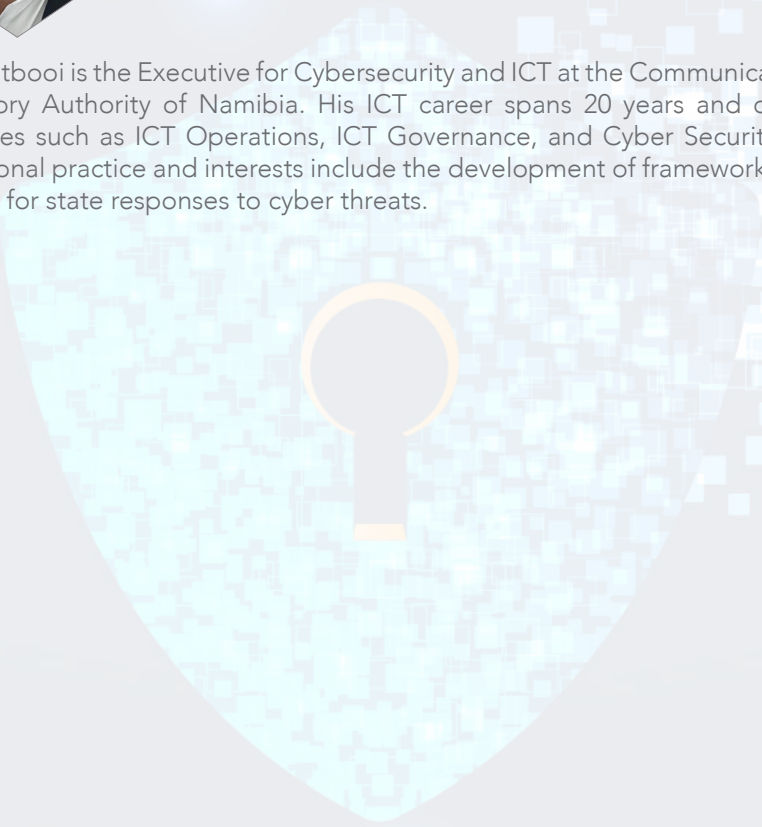 tbooi is the Executive for Cybersecurity and ICT at the Communica
ory Authority of Namibia. His ICT career spans 20 years and
es such as ICT Operations, ICT Governance, and Cyber Securit
onal practice and interests include the development of framework
for state responses to cyber threats.